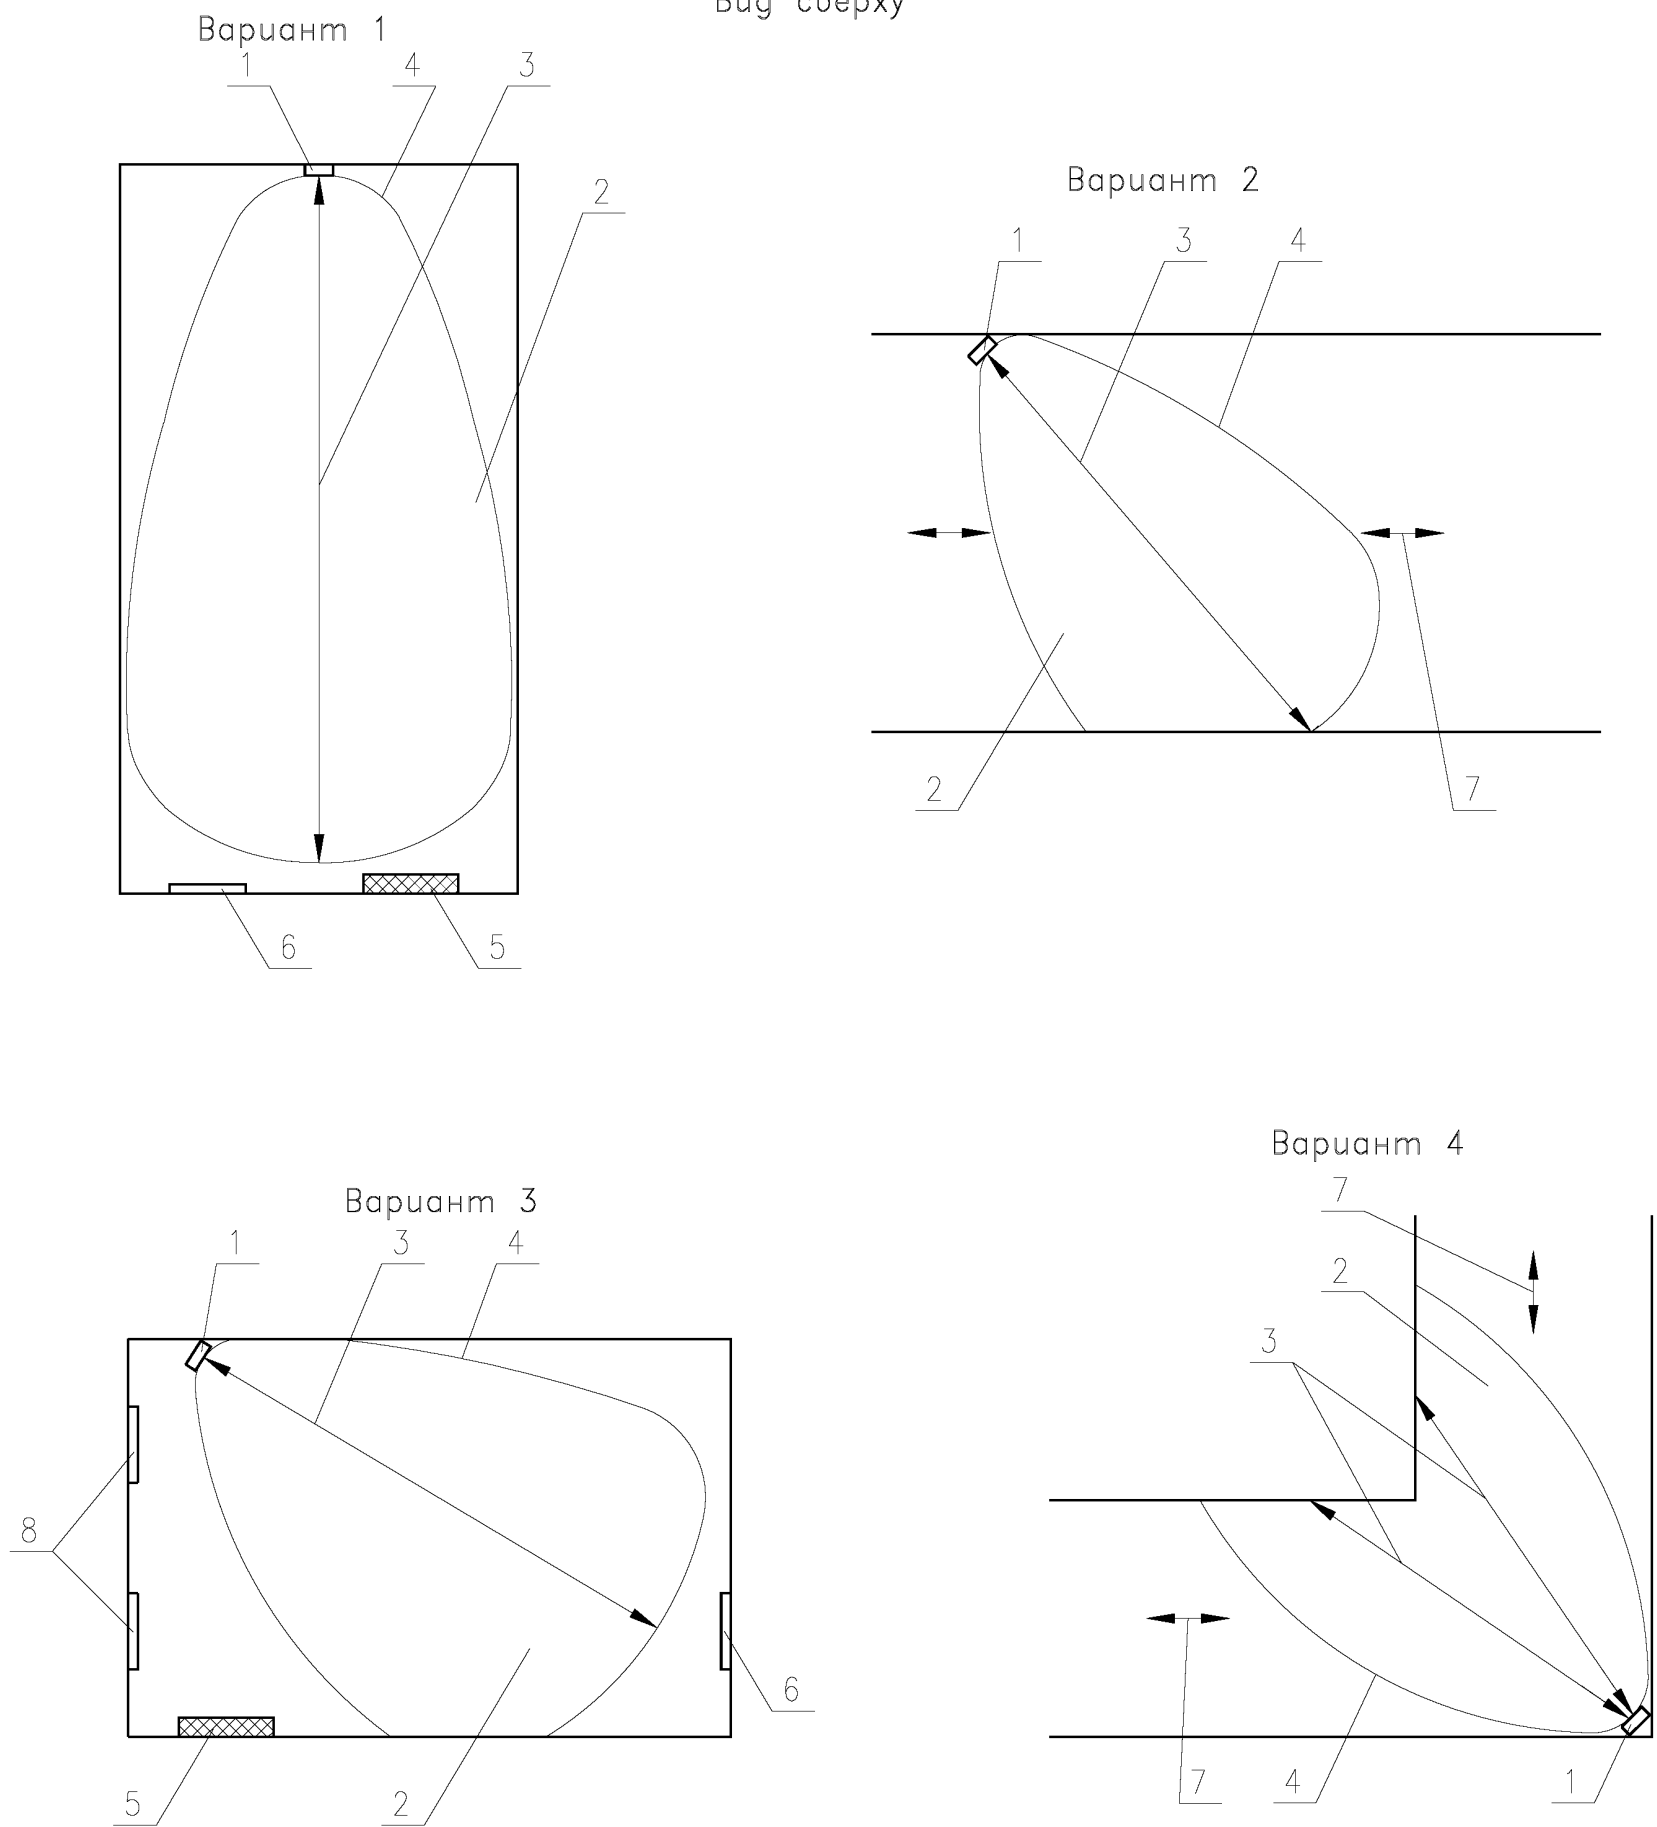 Вид сверху
Вариант 1
1 4 3
2
6 5
Вариант 2
1 3 4
2 7
Вариант 3
1 3 4
8
6
5 2
Вариант 4
7
2
3
7 4 1